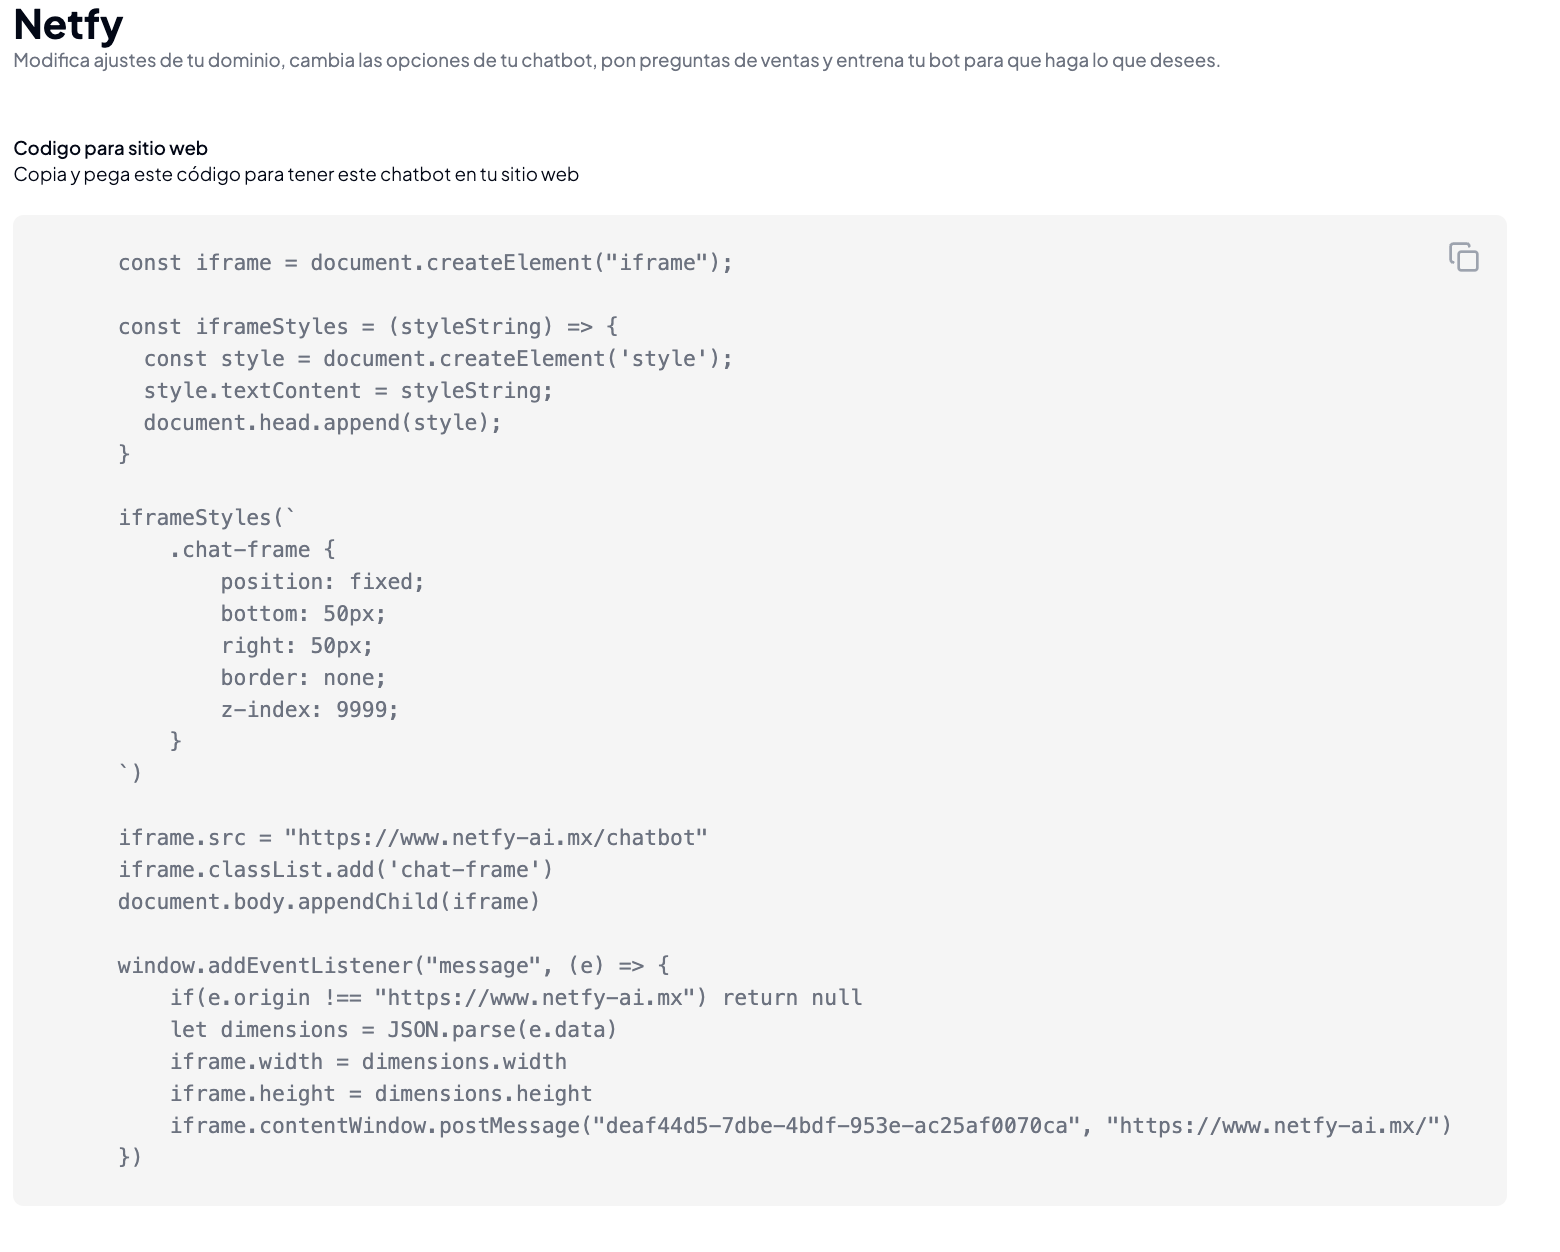 Netfy
Modifica ajustes de tu dominio, cambia las opciones de tu chatbot, pon preguntas de ventas y entrena tu bot para que haga lo que desees.
Codigo para sitio web
Copia y pega este código para tener este chatbot en tu sitio web
const iframe = document.createElement("iframe");
const iframeStyles = (styleString) => {
const style = document.createElement('style');
style.textContent = styleString;
document.head.append(style);
}
iframeStyles(`
.chat-frame {
position: fixed;
bottom: 50px;
right: 50px;
border: none;
z-index: 9999;
}
`)
iframe.src = "https://www.netfy-ai.mx/chatbot"
iframe.classList.add('chat-frame')
document.body.appendChild(iframe)
window.addEventListener("message", (e) => {
if(e.origin !== "https://www.netfy-ai.mx") return null
let dimensions = JSON.parse(e.data)
iframe.width = dimensions.width
iframe.height = dimensions.height
iframe.contentWindow.postMessage("deaf44d5-7dbe-4bdf-953e-ac25af0070ca", "https://www.netfy-ai.mx/")
})